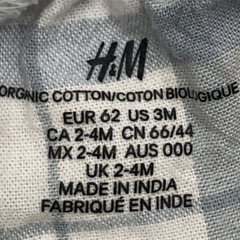 H&M
ORGNIC COTTON/COTON BIOLOGIQUE
EUR 62 US 3M
CA 2-4M CN 66/44
MX 2-4M AUS 000
UK 2-4M
MADE IN INDIA
FABRIQUÉ EN INDE